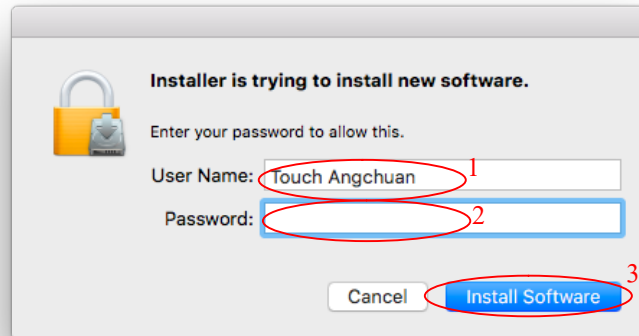 Installer is trying to install new software.
Enter your password to allow this.
User Name: Touch Angchuan 1
Password: 2
3
Cancel Install Software